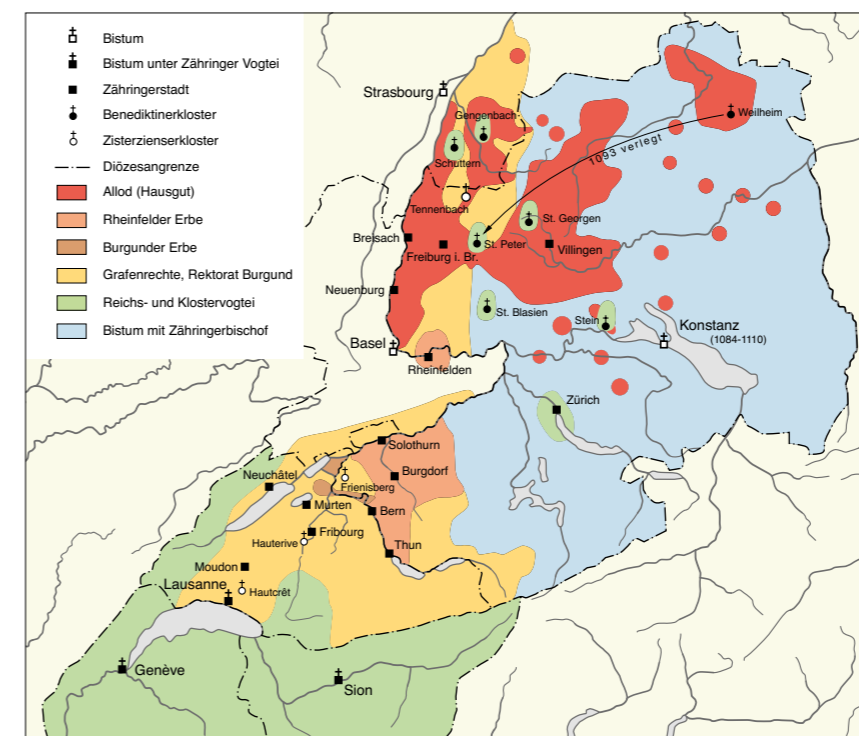 Bistum
Bistum unter Zähringer Vogtei
Zähringerstadt
Benediktinerkloster
Zisterzienserkloster
Diözesangrenze
Allod (Hausgut)
Rheinfelder Erbe
Burgunder Erbe
Grafenrechte, Rektorat Burgund
Reichs- und Klostervogtei
Bistum mit Zähringerbischof
Strasbourg
Gengenbach
Weilheim
Schuttern
1093 verlegt
Tennenbach
St. Georgen
Breisach
St. Peter
Villingen
Freiburg i. Br.
Neuenburg
St. Blasien
Stein
Konstanz
(1084-1110)
Basel
Rheinfelden
Zürich
Solothurn
Burgdorf
Neuchâtel
Frienisberg
Murten
Bern
Fribourg
Hauterive
Thun
Moudon
Lausanne
Hautcrêt
Genève
Sion